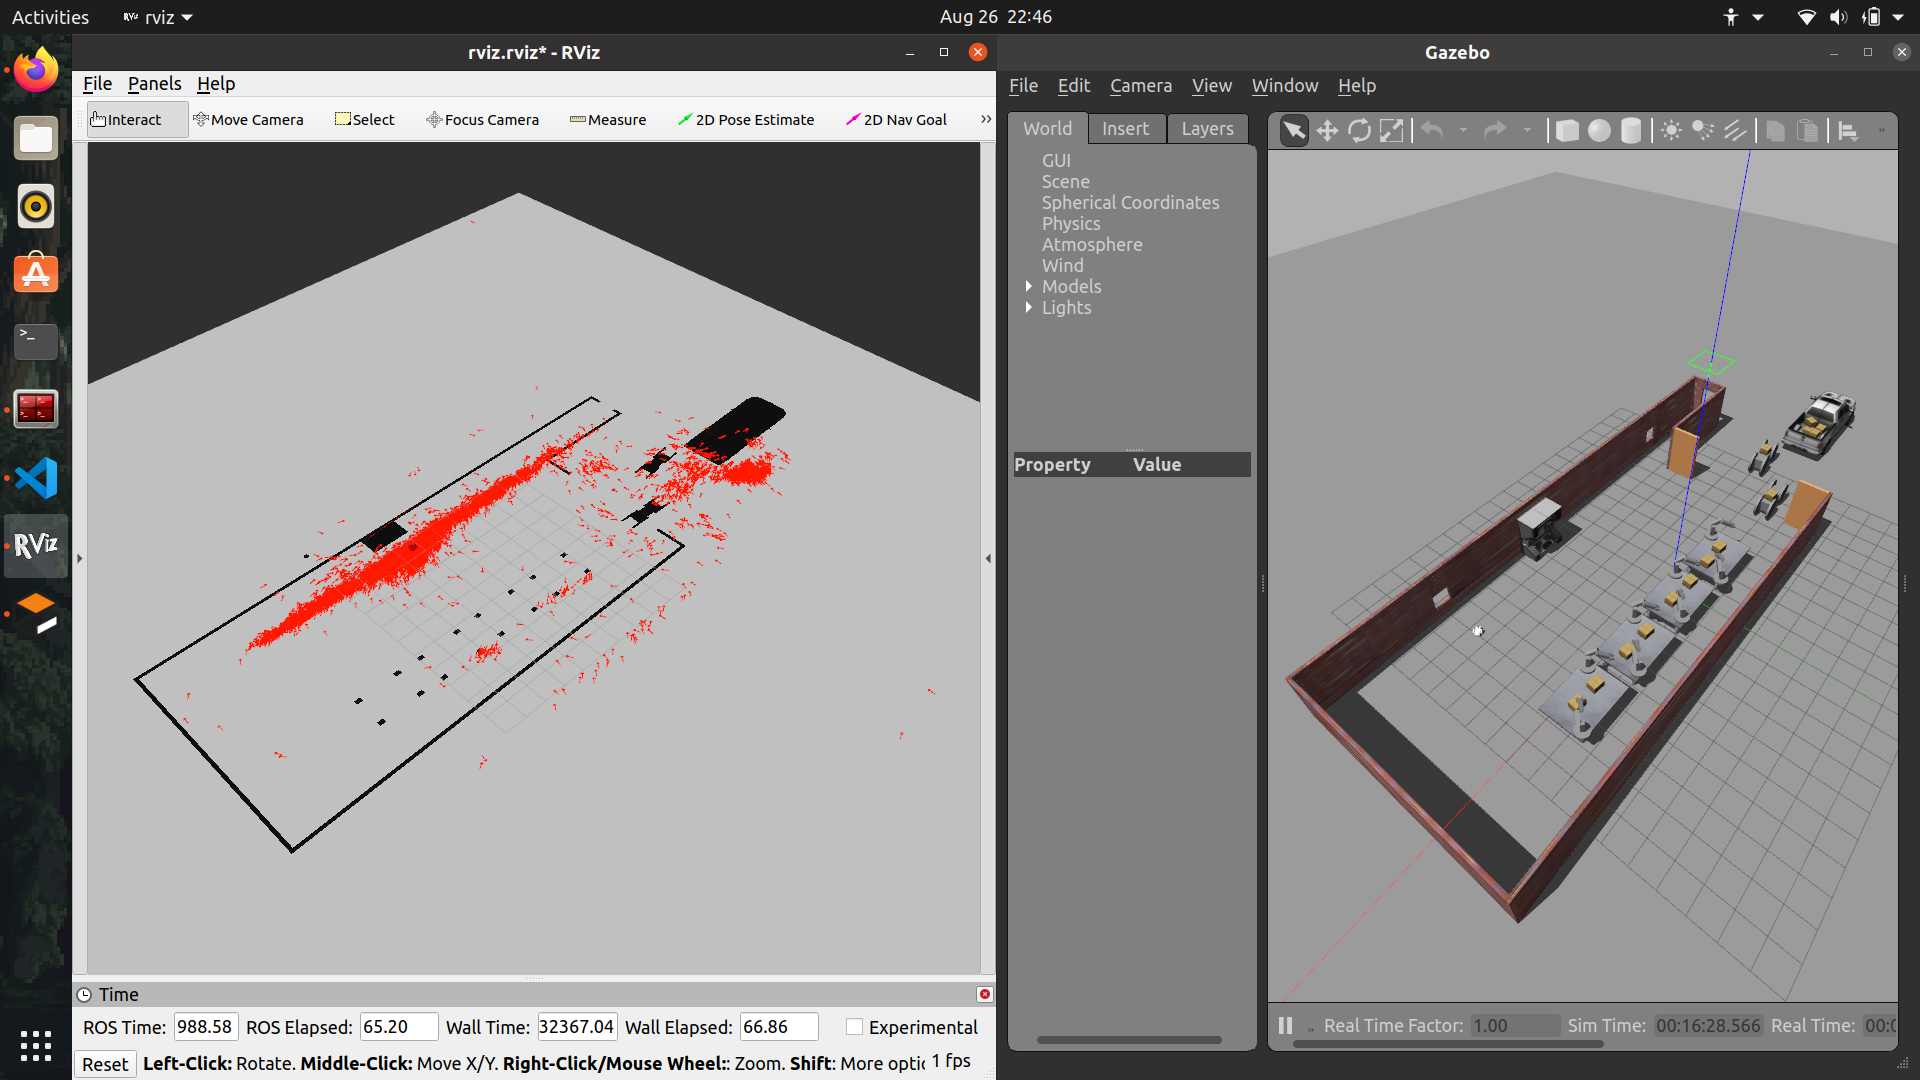 Activities
RViz rviz
Aug 26 22:46
rviz.rviz* - RViz
File Panels Help
Interact Move Camera Select Focus Camera Measure 2D Pose Estimate 2D Nav Goal »
RViz
Time
ROS Time: 988.58 ROS Elapsed: 65.20 Wall Time: 32367.04 Wall Elapsed: 66.86 Experimental
Reset Left-Click: Rotate. Middle-Click: Move X/Y. Right-Click/Mouse Wheel:: Zoom. Shift: More optic 1 fps
Gazebo
File Edit Camera View Window Help
World Insert Layers
GUI
Scene
Spherical Coordinates
Physics
Atmosphere
Wind
Models
Lights
Property Value
» Real Time Factor: 1.00 Sim Time: 00:16:28.566 Real Time: 00:0